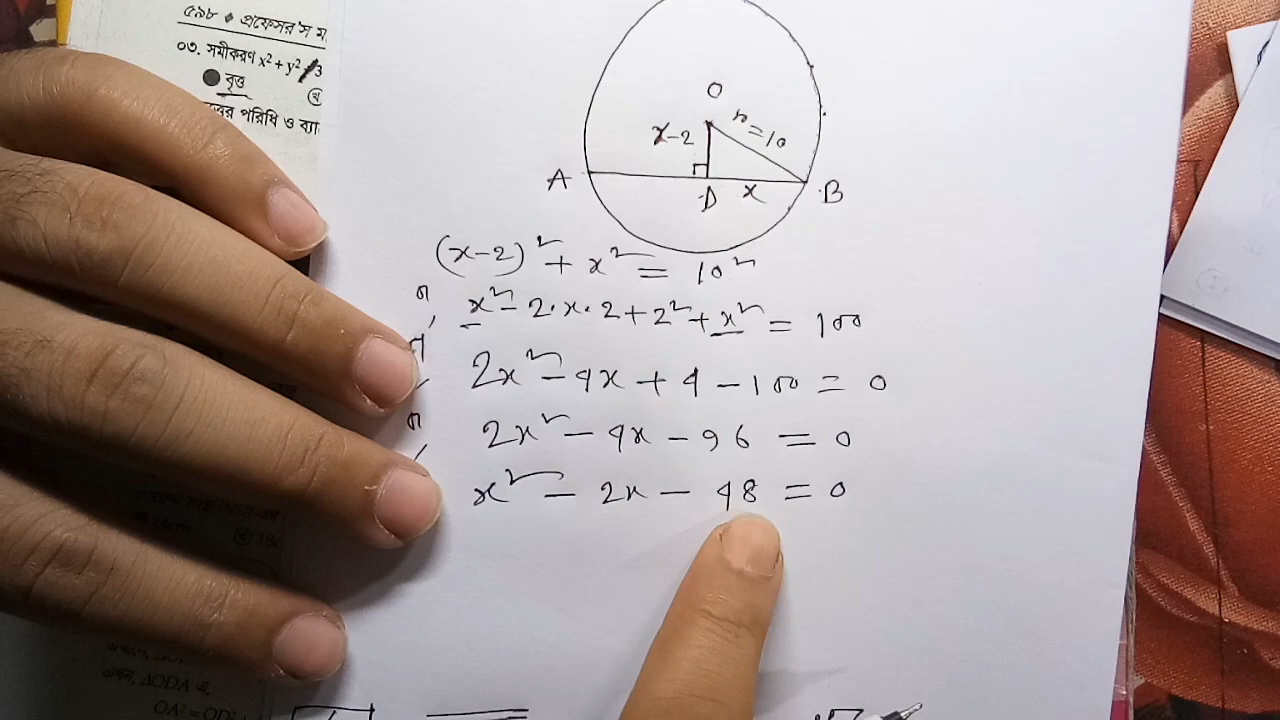 ৫৯৮ ◆ প্রফেসর'স ম
০৩. সমীকরণ x² + y²
বৃত্ত
পরিধি ও ব্যা
O
x-2
r=10
A
D
x
B
(x-2)² + x² = 10²
বা, x² - 2.x.2 + 2² + x² = 100
বা, 2x² - 4x + 4 - 100 = 0
বা, 2x² - 4x - 96 = 0
x² - 2x - 48 = 0
ΔODA এ,